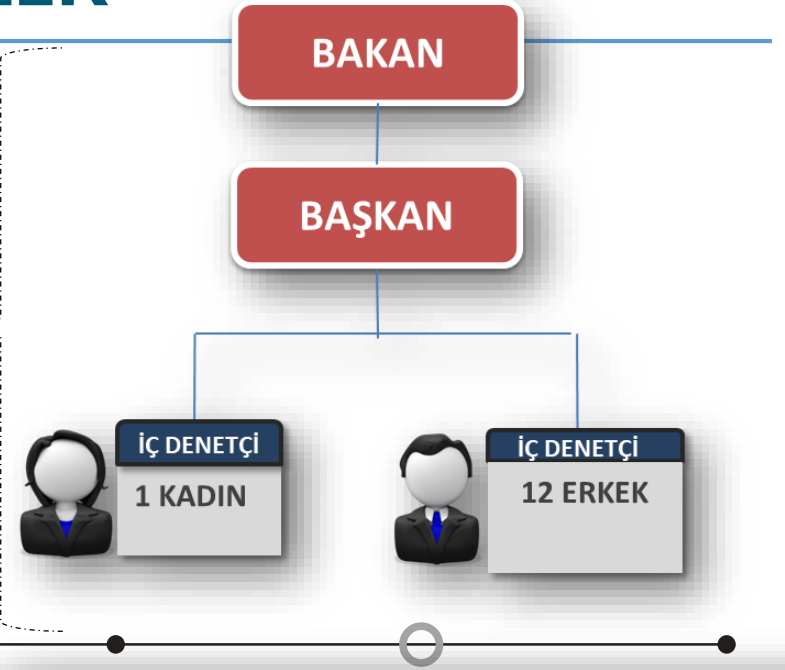 BAKAN
BAŞKAN
İÇ DENETÇİ
1 KADIN
İÇ DENETÇİ
12 ERKEK